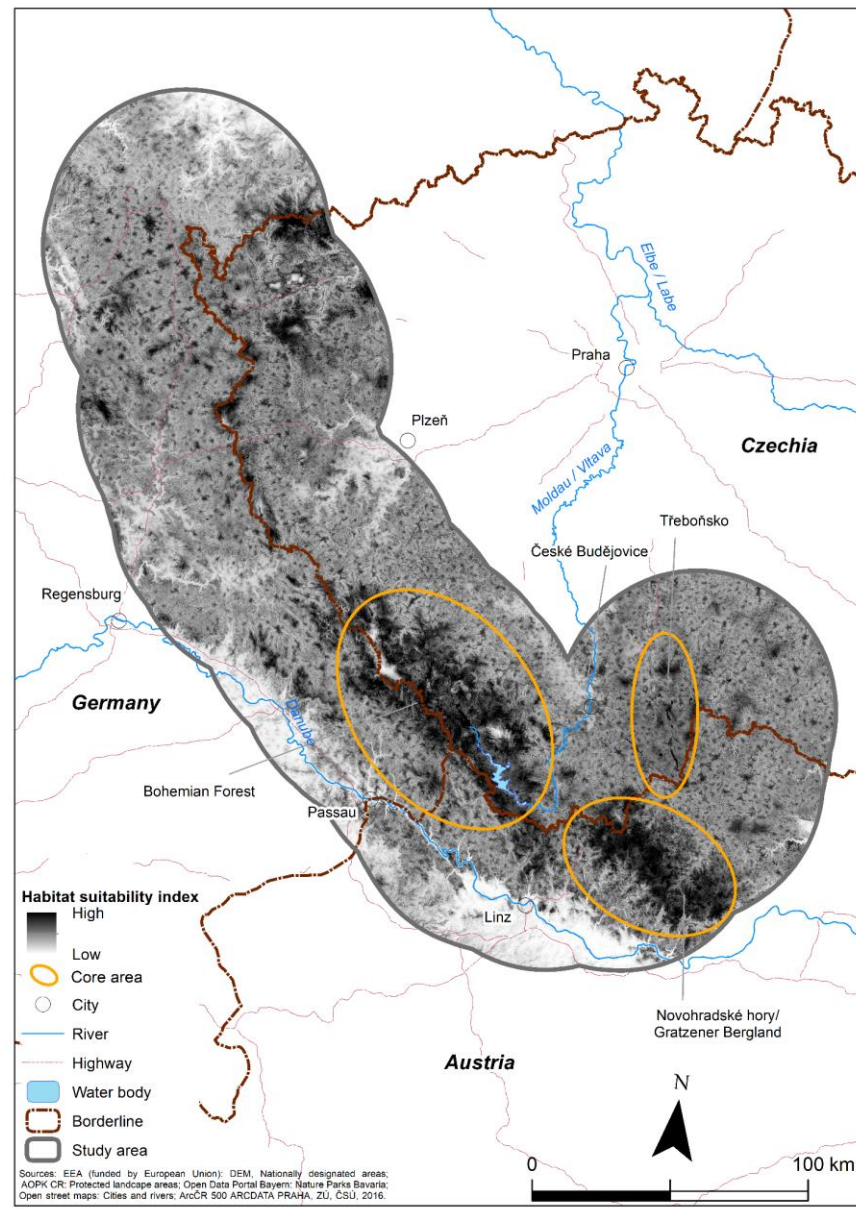 Elbe / Labe
Praha
Plzeň
Czechia
Moldau / Vltava
Třeboňsko
České Budějovice
Regensburg
Germany
Danube
Bohemian Forest
Passau
Linz
Novohradské hory/
Gratzener Bergland
Austria
Habitat suitability index
High
Low
Core area
City
River
Highway
Water body
Borderline
Study area
N
0 100 km
Sources: EEA (funded by European Union): DEM, Nationally designated areas;
AOPK CR: Protected landcape areas; Open Data Portal Bayern: Nature Parks Bavaria;
Open street maps: Cities and rivers; ArcČR 500 ARCDATA PRAHA, ZÚ, ČSÚ, 2016.